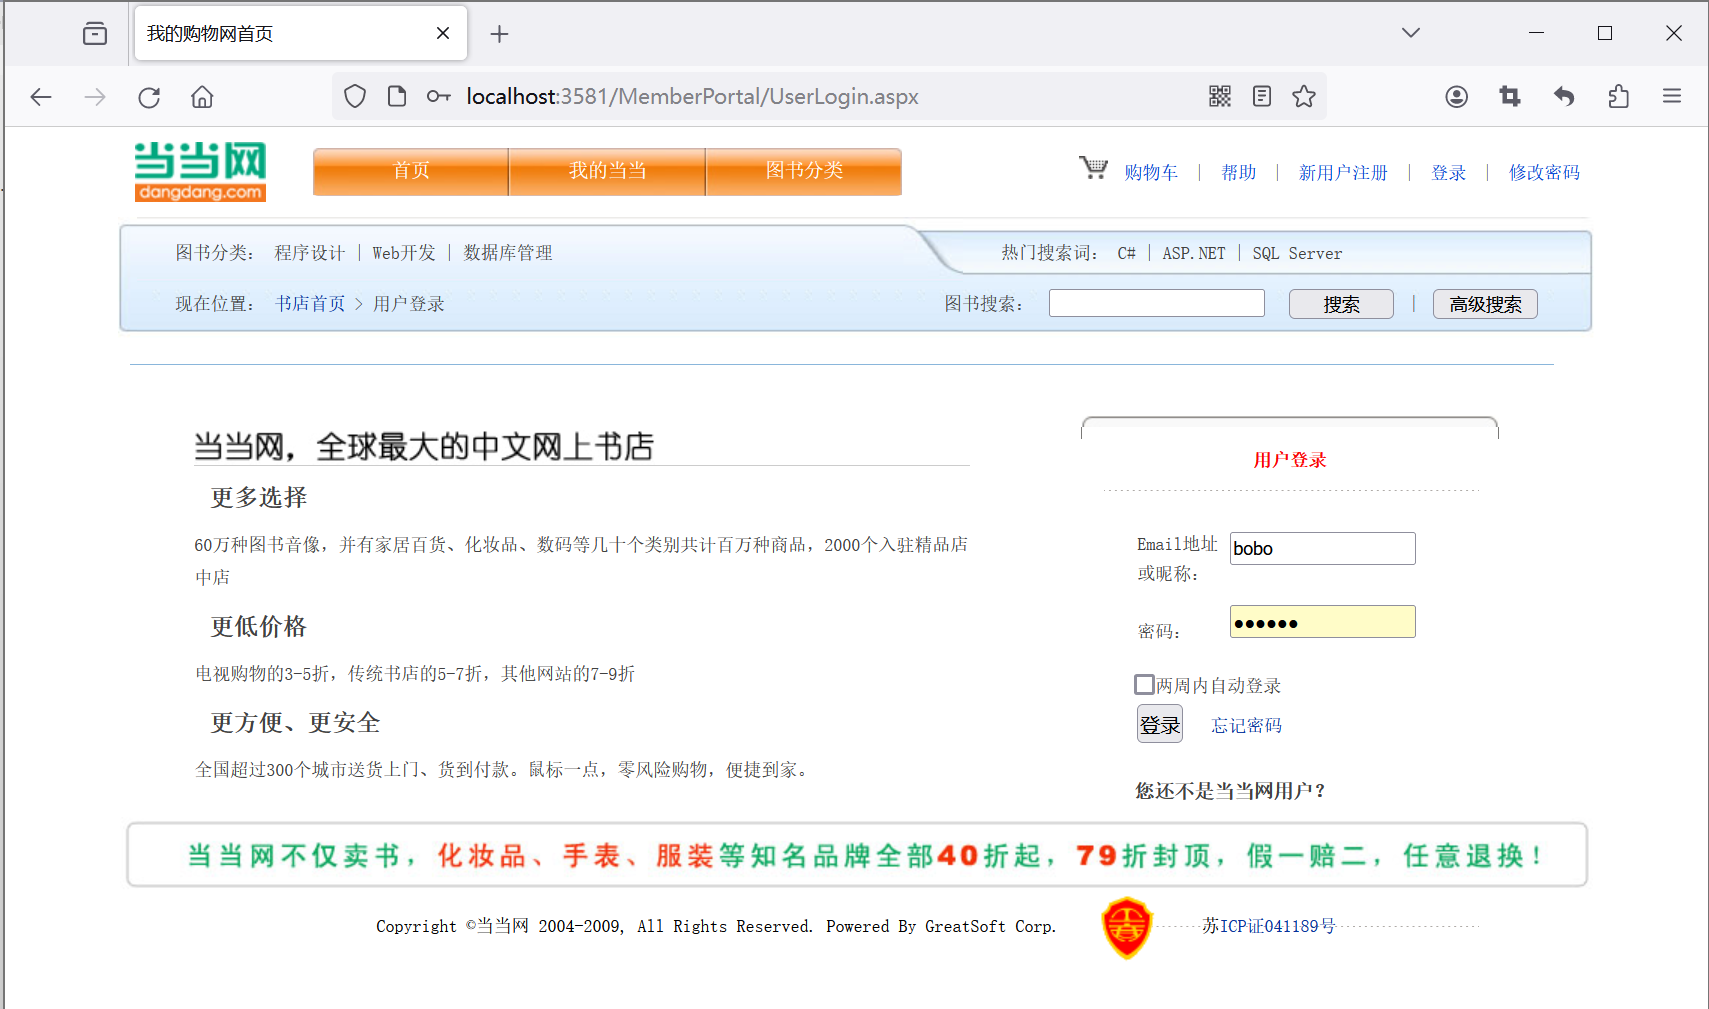 我的购物网首页
localhost:3581/MemberPortal/UserLogin.aspx
当当网
dangdang.com
首页 我的当当 图书分类
购物车 | 帮助 | 新用户注册 | 登录 | 修改密码
图书分类： 程序设计 | Web开发 | 数据库管理
热门搜索词： C# | ASP.NET | SQL Server
现在位置： 书店首页 > 用户登录
图书搜索： 搜索 | 高级搜索
当当网，全球最大的中文网上书店
更多选择
60万种图书音像，并有家居百货、化妆品、数码等几十个类别共计百万种商品，2000个入驻精品店
中店
更低价格
电视购物的3-5折，传统书店的5-7折，其他网站的7-9折
更方便、更安全
全国超过300个城市送货上门、货到付款。鼠标一点，零风险购物，便捷到家。
用户登录
Email地址
或昵称：
bobo
密码：
●●●●●●
两周内自动登录
登录 忘记密码
您还不是当当网用户？
当当网不仅卖书，化妆品、手表、服装等知名品牌全部40折起，79折封顶，假一赔二，任意退换！
Copyright ©当当网 2004-2009, All Rights Reserved. Powered By GreatSoft Corp.
苏ICP证041189号